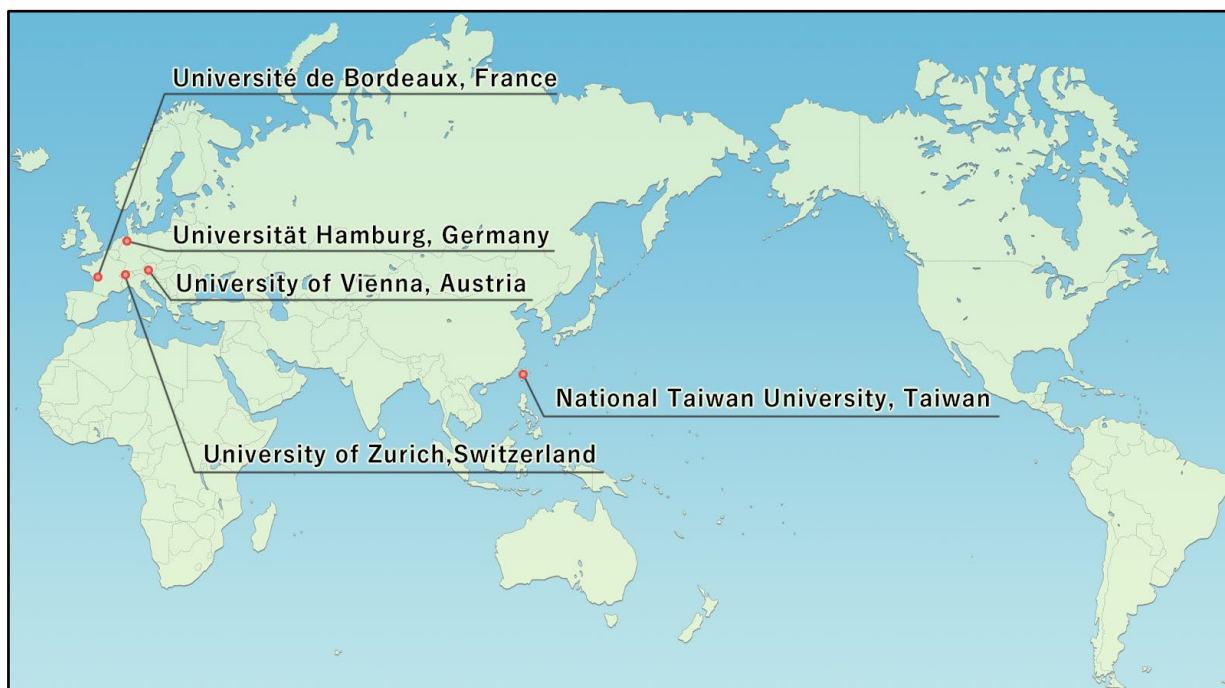 Université de Bordeaux, France
Universität Hamburg, Germany
University of Vienna, Austria
National Taiwan University, Taiwan
University of Zurich,Switzerland